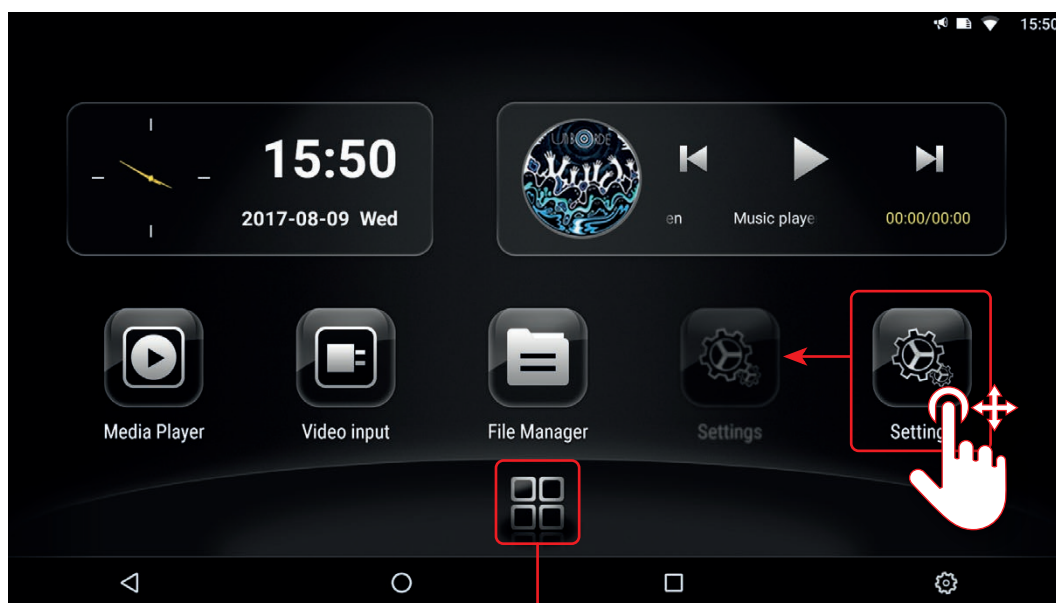 15:50
15:50
2017-08-09 Wed
en
Music playe
00:00/00:00
Media Player
Video input
File Manager
Settings
Setting